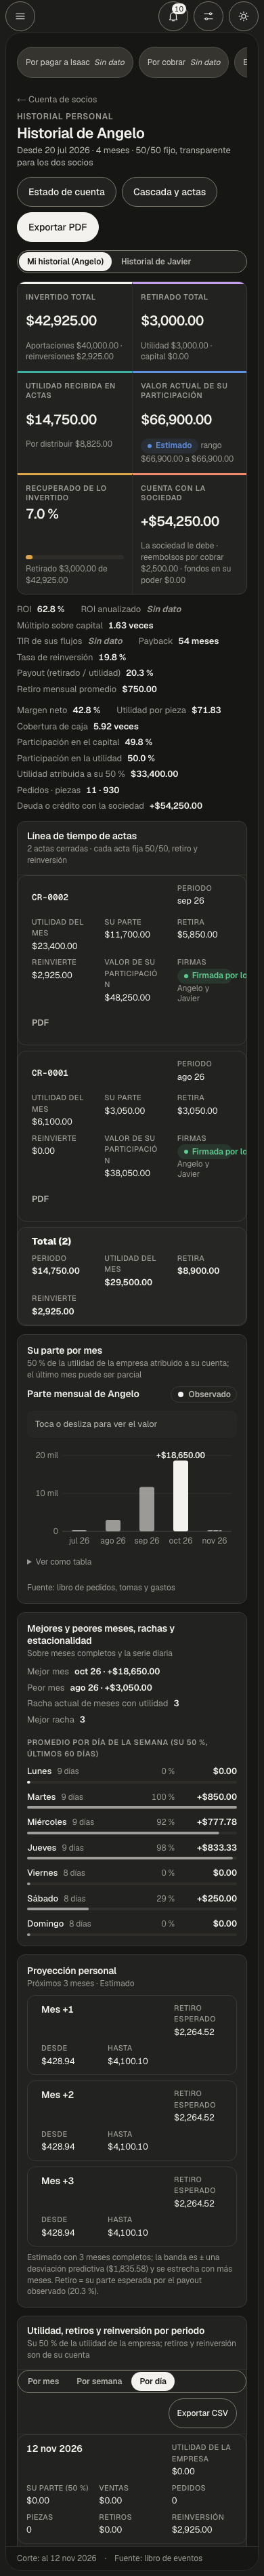 10
Por pagar a Isaac Sin dato
Por cobrar Sin dato
← Cuenta de socios
HISTORIAL PERSONAL
Historial de Angelo
Desde 20 jul 2026 · 4 meses · 50/50 fijo, transparente
para los dos socios
Estado de cuenta
Cascada y actas
Exportar PDF
Mi historial (Angelo)
Historial de Javier
INVERTIDO TOTAL
$42,925.00
Aportaciones $40,000.00 ·
reinversiones $2,925.00
RETIRADO TOTAL
$3,000.00
Utilidad $3,000.00 ·
capital $0.00
UTILIDAD RECIBIDA EN
ACTAS
$14,750.00
Por distribuir $8,825.00
VALOR ACTUAL DE SU
PARTICIPACIÓN
$66,900.00
Estimado rango
$66,900.00 a $66,900.00
RECUPERADO DE LO
INVERTIDO
7.0 %
Retirado $3,000.00 de
$42,925.00
CUENTA CON LA
SOCIEDAD
+$54,250.00
La sociedad le debe ·
reembolsos por cobrar
$2,500.00 · fondos en su
poder $0.00
ROI 62.8 % ROI anualizado Sin dato
Múltiplo sobre capital 1.63 veces
TIR de sus flujos Sin dato Payback 54 meses
Tasa de reinversión 19.8 %
Payout (retirado / utilidad) 20.3 %
Retiro mensual promedio $750.00
Margen neto 42.8 % Utilidad por pieza $71.83
Cobertura de caja 5.92 veces
Participación en el capital 49.8 %
Participación en la utilidad 50.0 %
Utilidad atribuida a su 50 % $33,400.00
Pedidos · piezas 11 · 930
Deuda o crédito con la sociedad +$54,250.00
Línea de tiempo de actas
2 actas cerradas · cada acta fija 50/50, retiro y
reinversión
CR-0002
PERIODO
sep 26
UTILIDAD DEL
MES
$23,400.00
SU PARTE
$11,700.00
RETIRA
$5,850.00
REINVIERTE
$2,925.00
VALOR DE SU
PARTICIPACIÓ
N
$48,250.00
FIRMAS
Firmada por lo
Angelo y
Javier
PDF
CR-0001
PERIODO
ago 26
UTILIDAD DEL
MES
$6,100.00
SU PARTE
$3,050.00
RETIRA
$3,050.00
REINVIERTE
$0.00
VALOR DE SU
PARTICIPACIÓ
N
$38,050.00
FIRMAS
Firmada por lo
Angelo y
Javier
PDF
Total (2)
PERIODO
$14,750.00
UTILIDAD DEL
MES
$29,500.00
RETIRA
$8,900.00
REINVIERTE
$2,925.00
Su parte por mes
50 % de la utilidad de la empresa atribuido a su cuenta;
el último mes puede ser parcial
Parte mensual de Angelo
Observado
Toca o desliza para ver el valor
20 mil
+$18,650.00
10 mil
0
jul 26 ago 26 sep 26 oct 26 nov 26
▶ Ver como tabla
Fuente: libro de pedidos, tomas y gastos
Mejores y peores meses, rachas y
estacionalidad
Sobre meses completos y la serie diaria
Mejor mes oct 26 · +$18,650.00
Peor mes ago 26 · +$3,050.00
Racha actual de meses con utilidad 3
Mejor racha 3
PROMEDIO POR DÍA DE LA SEMANA (SU 50 %,
ÚLTIMOS 60 DÍAS)
Lunes 9 días 0 % $0.00
Martes 9 días 100 % +$850.00
Miércoles 9 días 92 % +$777.78
Jueves 9 días 98 % +$833.33
Viernes 8 días 0 % $0.00
Sábado 8 días 29 % +$250.00
Domingo 8 días 0 % $0.00
Proyección personal
Próximos 3 meses · Estimado
Mes +1
RETIRO
ESPERADO
$2,264.52
DESDE
$428.94
HASTA
$4,100.10
Mes +2
RETIRO
ESPERADO
$2,264.52
DESDE
$428.94
HASTA
$4,100.10
Mes +3
RETIRO
ESPERADO
$2,264.52
DESDE
$428.94
HASTA
$4,100.10
Estimado con 3 meses completos; la banda es ± una
desviación predictiva ($1,835.58) y se estrecha con más
meses. Retiro = su parte esperada por el payout
observado (20.3 %).
Utilidad, retiros y reinversión por periodo
Su 50 % de la utilidad de la empresa; retiros y reinversión
son de su cuenta
Por mes
Por semana
Por día
Exportar CSV
12 nov 2026
UTILIDAD DE LA
EMPRESA
$0.00
SU PARTE (50 %)
$0.00
VENTAS
$0.00
PEDIDOS
0
PIEZAS
0
RETIROS
$0.00
REINVERSIÓN
$2,925.00
Corte: al 12 nov 2026 · Fuente: libro de eventos